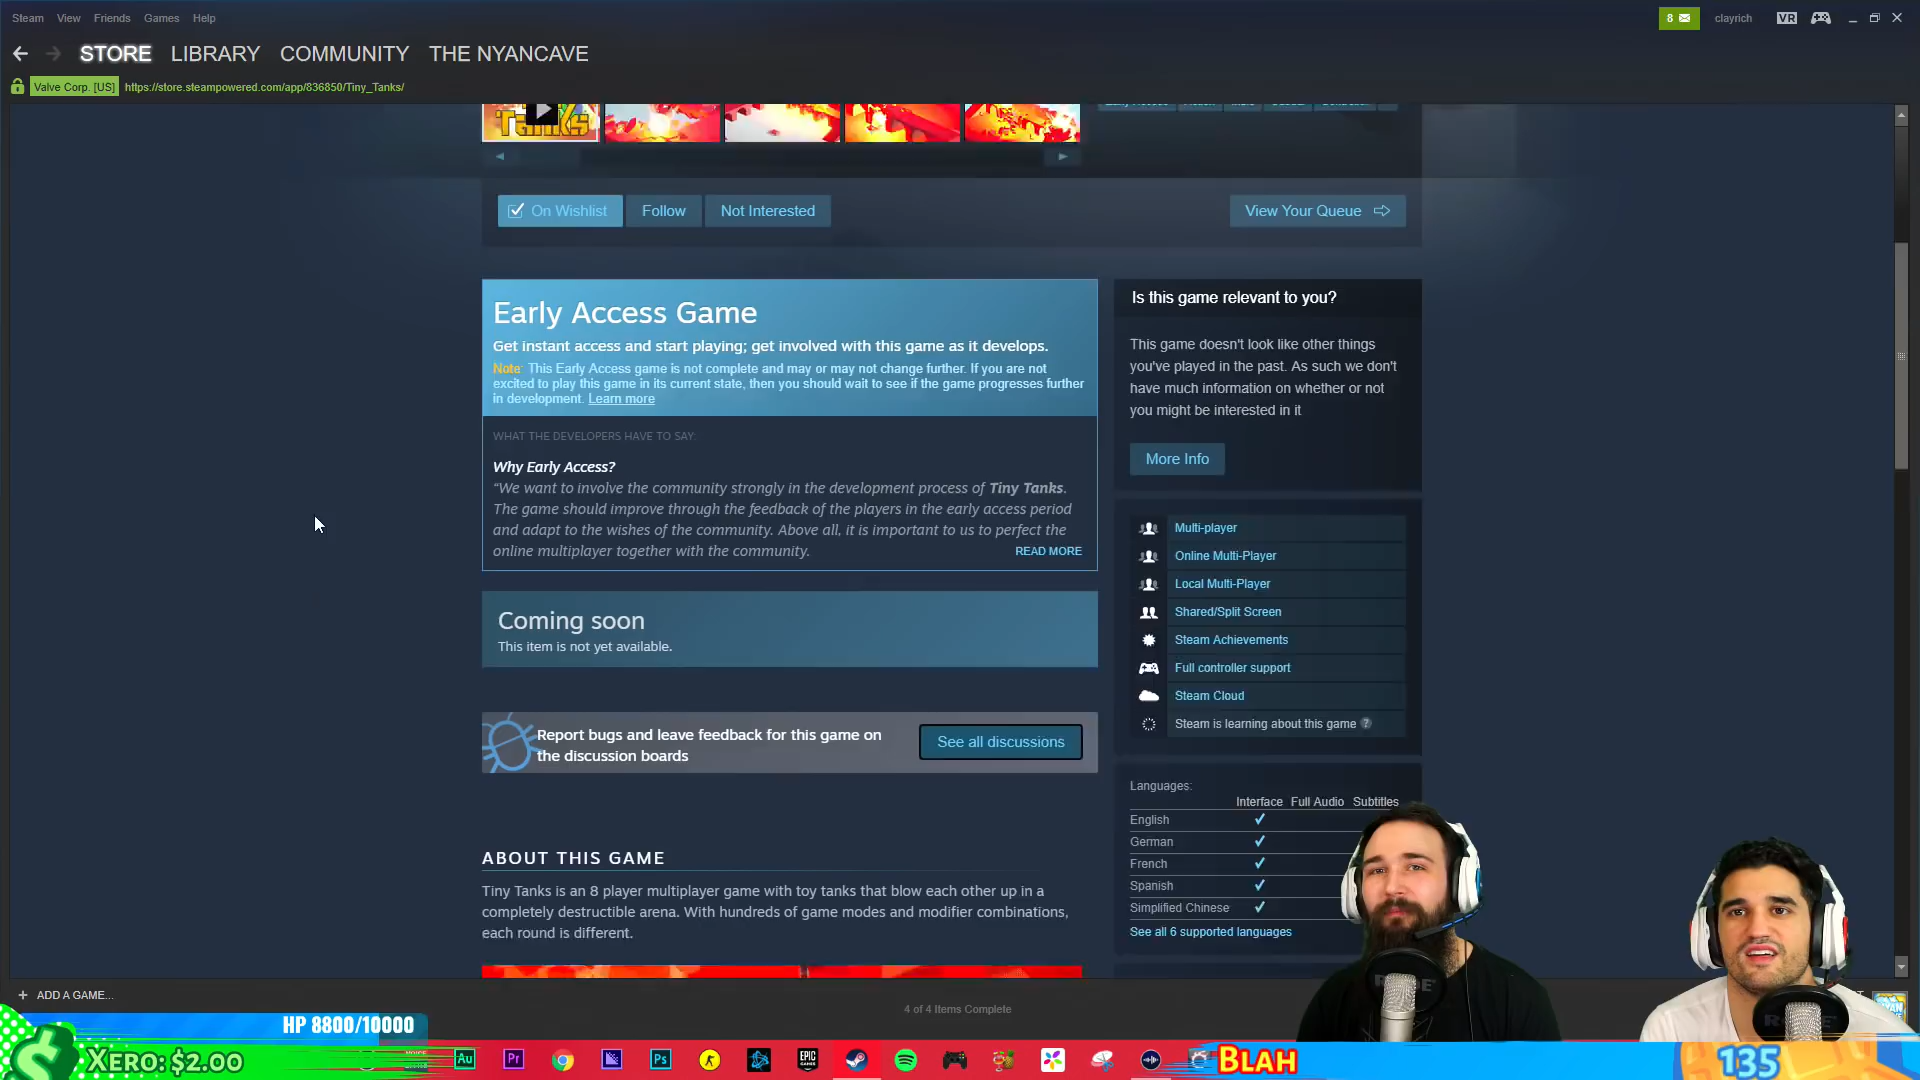 Steam View Friends Games Help
8 clayrich VR
STORE LIBRARY COMMUNITY THE NYANCAVE
Valve Corp. [US] https://store.steampowered.com/app/836850/Tiny_Tanks/
TANKS
On Wishlist Follow Not Interested View Your Queue
Early Access Game
Get instant access and start playing; get involved with this game as it develops.
Note: This Early Access game is not complete and may or may not change further. If you are not
excited to play this game in its current state, then you should wait to see if the game progresses further
in development. Learn more
WHAT THE DEVELOPERS HAVE TO SAY:
Why Early Access?
“We want to involve the community strongly in the development process of Tiny Tanks.
The game should improve through the feedback of the players in the early access period
and adapt to the wishes of the community. Above all, it is important to us to perfect the
online multiplayer together with the community.
READ MORE
Coming soon
This item is not yet available.
Report bugs and leave feedback for this game on
the discussion boards
See all discussions
ABOUT THIS GAME
Tiny Tanks is an 8 player multiplayer game with toy tanks that blow each other up in a
completely destructible arena. With hundreds of game modes and modifier combinations,
each round is different.
Is this game relevant to you?
This game doesn't look like other things
you've played in the past. As such we don't
have much information on whether or not
you might be interested in it
More Info
Multi-player
Online Multi-Player
Local Multi-Player
Shared/Split Screen
Steam Achievements
Full controller support
Steam Cloud
Steam is learning about this game ?
Languages:
Interface Full Audio Subtitles
English
German
French
Spanish
Simplified Chinese
See all 6 supported languages
RØDE
+ ADD A GAME...
4 of 4 Items Complete
HP 8800/10000
XERO: $2.00
Au Pr Ps EPIC GAMES
BLAH
135